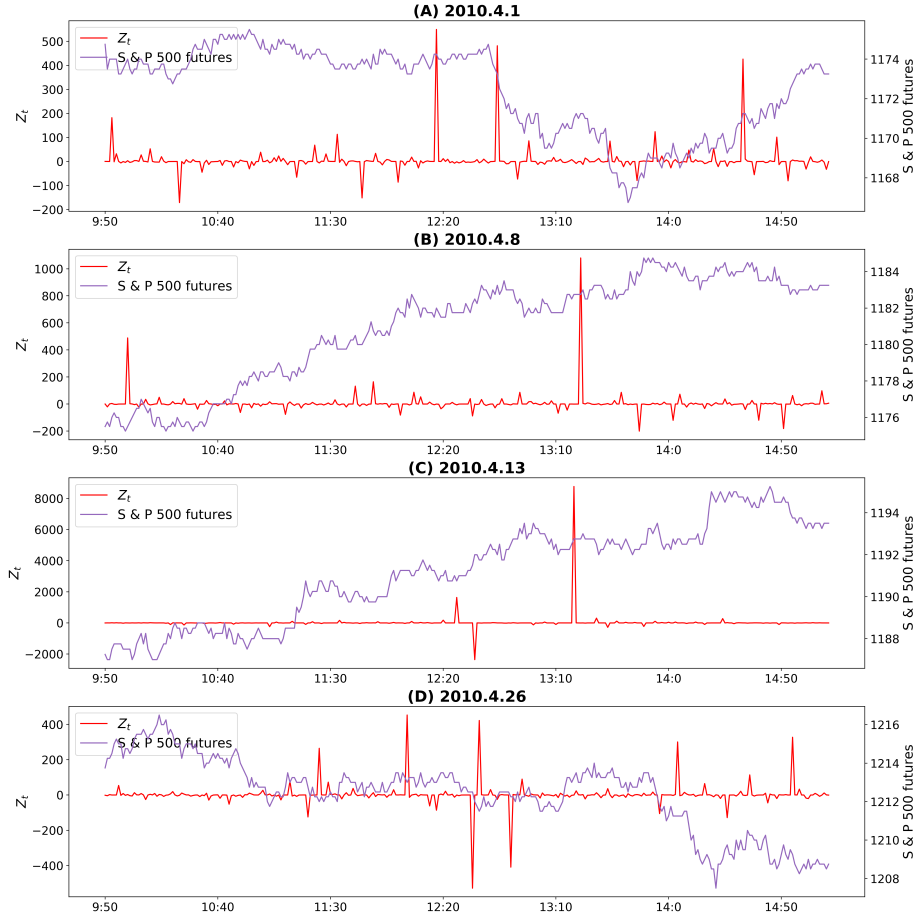 (A) 2010.4.1
Z_t
S & P 500 futures
500
400
300
200
100
0
−100
−200
Z_t
1174
1172
1170
1168
S & P 500 futures
9:50 10:40 11:30 12:20 13:10 14:0 14:50
(B) 2010.4.8
Z_t
S & P 500 futures
1000
800
600
400
200
0
−200
Z_t
1184
1182
1180
1178
1176
S & P 500 futures
9:50 10:40 11:30 12:20 13:10 14:0 14:50
(C) 2010.4.13
Z_t
S & P 500 futures
8000
6000
4000
2000
0
−2000
Z_t
1194
1192
1190
1188
S & P 500 futures
9:50 10:40 11:30 12:20 13:10 14:0 14:50
(D) 2010.4.26
Z_t
S & P 500 futures
400
200
0
−200
−400
Z_t
1216
1214
1212
1210
1208
S & P 500 futures
9:50 10:40 11:30 12:20 13:10 14:0 14:50